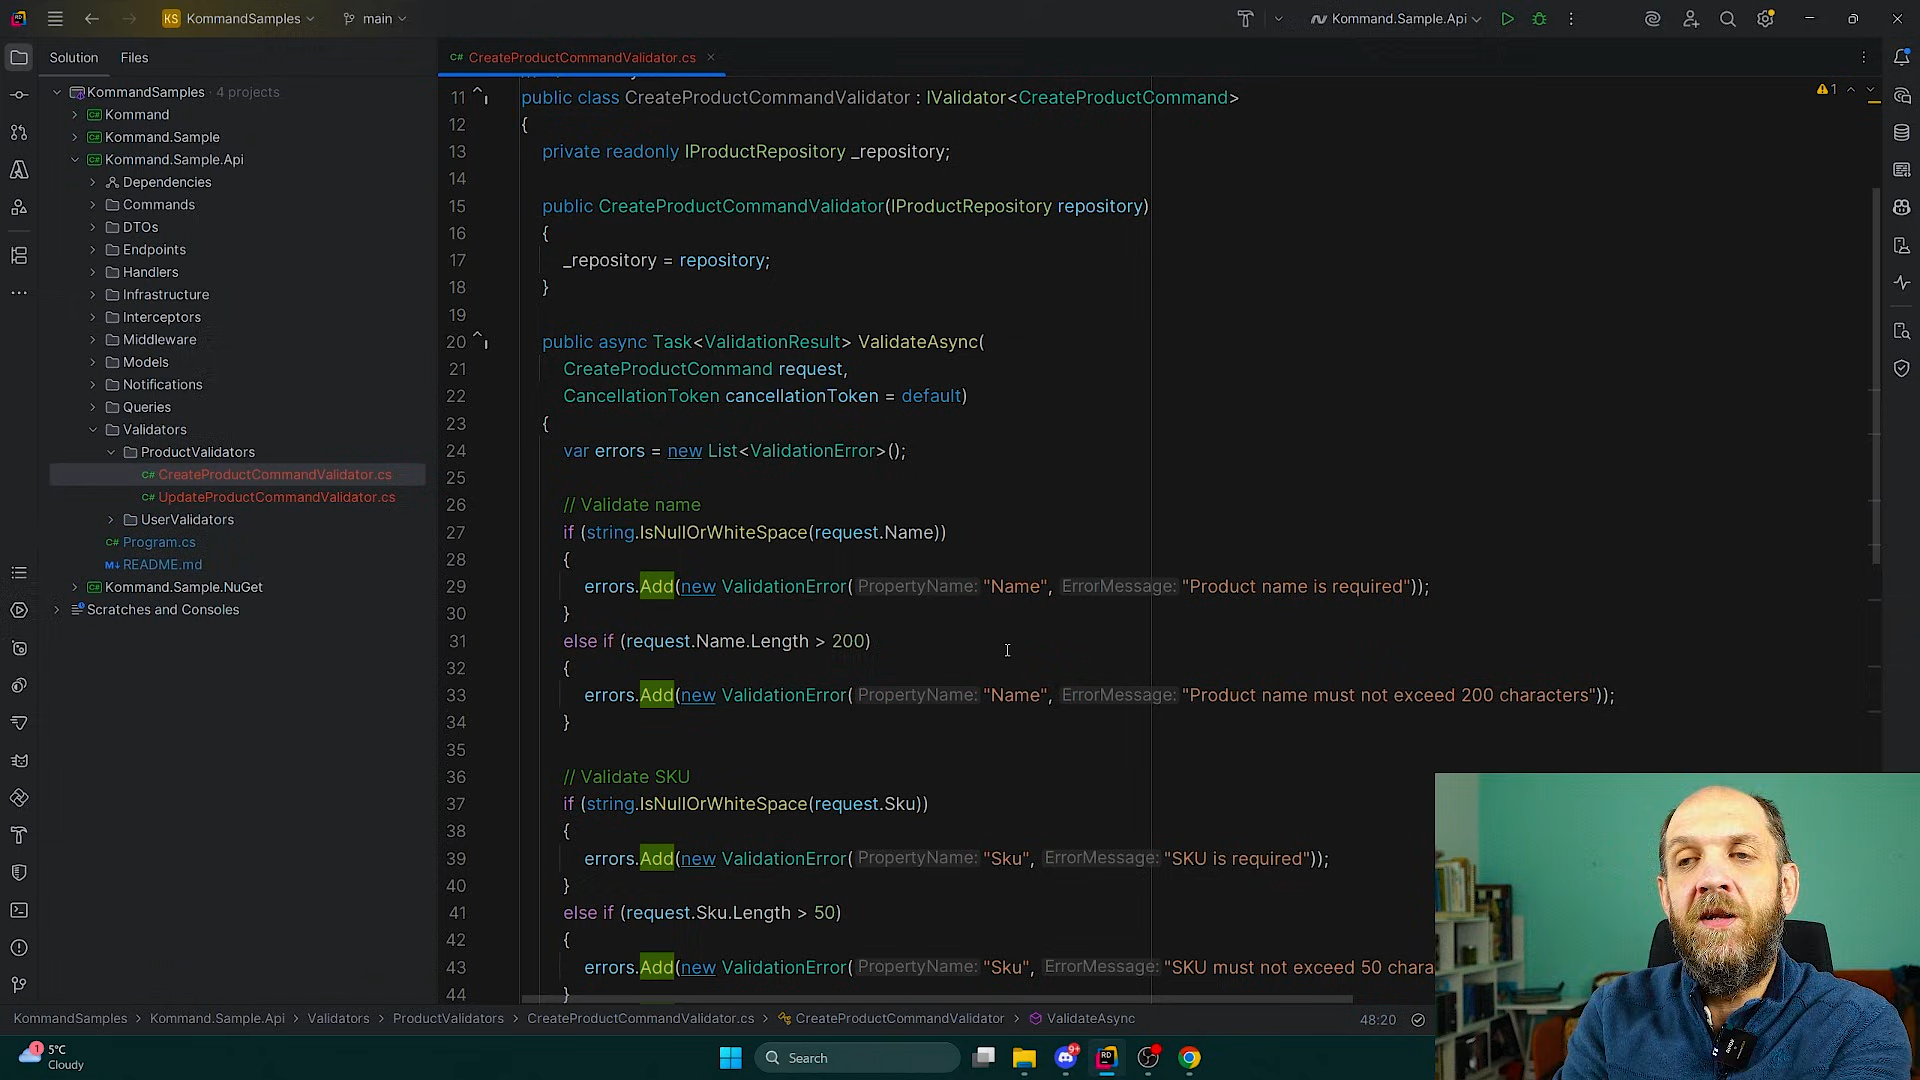 KS KommandSamples
main
Kommand.Sample.Api
Solution
Files
C# CreateProductCommandValidator.cs
KommandSamples · 4 projects
C# Kommand
C# Kommand.Sample
C# Kommand.Sample.Api
Dependencies
Commands
DTOs
Endpoints
Handlers
Infrastructure
Interceptors
Middleware
Models
Notifications
Queries
Validators
ProductValidators
C# CreateProductCommandValidator.cs
C# UpdateProductCommandValidator.cs
UserValidators
C# Program.cs
M↓ README.md
C# Kommand.Sample.NuGet
Scratches and Consoles
1
11 public class CreateProductCommandValidator : IValidator<CreateProductCommand>
12 {
13 private readonly IProductRepository _repository;
14
15 public CreateProductCommandValidator(IProductRepository repository)
16 {
17 _repository = repository;
18 }
19
20 public async Task<ValidationResult> ValidateAsync(
21 CreateProductCommand request,
22 CancellationToken cancellationToken = default)
23 {
24 var errors = new List<ValidationError>();
25
26 // Validate name
27 if (string.IsNullOrWhiteSpace(request.Name))
28 {
29 errors.Add(new ValidationError( PropertyName: "Name", ErrorMessage: "Product name is required"));
30 }
31 else if (request.Name.Length > 200)
32 {
33 errors.Add(new ValidationError( PropertyName: "Name", ErrorMessage: "Product name must not exceed 200 characters"));
34 }
35
36 // Validate SKU
37 if (string.IsNullOrWhiteSpace(request.Sku))
38 {
39 errors.Add(new ValidationError( PropertyName: "Sku", ErrorMessage: "SKU is required"));
40 }
41 else if (request.Sku.Length > 50)
42 {
43 errors.Add(new ValidationError( PropertyName: "Sku", ErrorMessage: "SKU must not exceed 50 chara
44 }
KommandSamples > Kommand.Sample.Api > Validators > ProductValidators > CreateProductCommandValidator.cs > CreateProductCommandValidator > ValidateAsync
48:20
1
5°C
Cloudy
Search
9+
RD